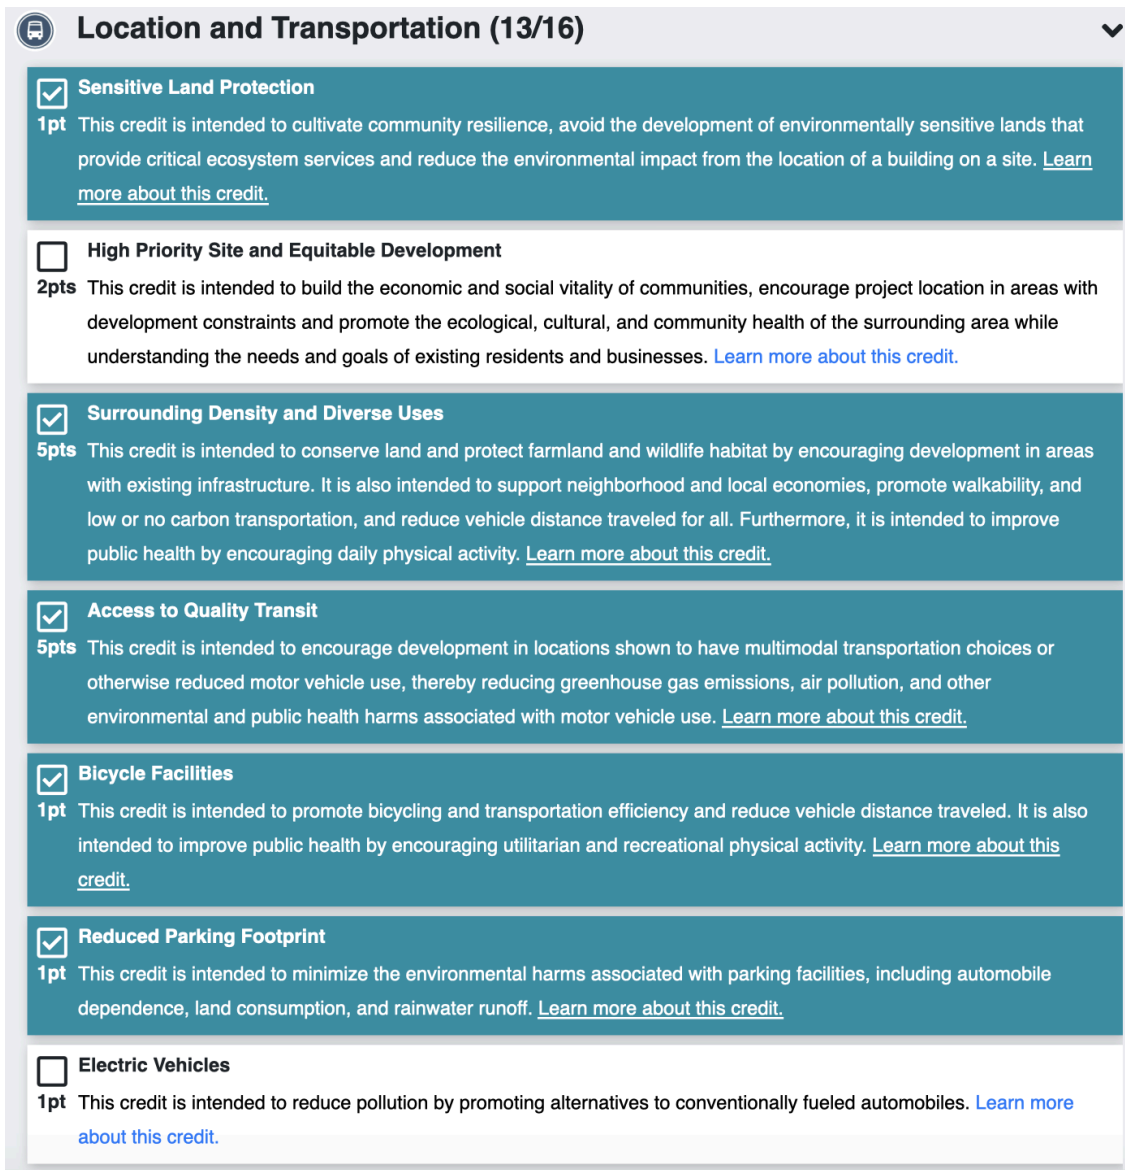 Location and Transportation (13/16)
Sensitive Land Protection
1pt This credit is intended to cultivate community resilience, avoid the development of environmentally sensitive lands that
provide critical ecosystem services and reduce the environmental impact from the location of a building on a site. Learn
more about this credit.
High Priority Site and Equitable Development
2pts This credit is intended to build the economic and social vitality of communities, encourage project location in areas with
development constraints and promote the ecological, cultural, and community health of the surrounding area while
understanding the needs and goals of existing residents and businesses. Learn more about this credit.
Surrounding Density and Diverse Uses
5pts This credit is intended to conserve land and protect farmland and wildlife habitat by encouraging development in areas
with existing infrastructure. It is also intended to support neighborhood and local economies, promote walkability, and
low or no carbon transportation, and reduce vehicle distance traveled for all. Furthermore, it is intended to improve
public health by encouraging daily physical activity. Learn more about this credit.
Access to Quality Transit
5pts This credit is intended to encourage development in locations shown to have multimodal transportation choices or
otherwise reduced motor vehicle use, thereby reducing greenhouse gas emissions, air pollution, and other
environmental and public health harms associated with motor vehicle use. Learn more about this credit.
Bicycle Facilities
1pt This credit is intended to promote bicycling and transportation efficiency and reduce vehicle distance traveled. It is also
intended to improve public health by encouraging utilitarian and recreational physical activity. Learn more about this
credit.
Reduced Parking Footprint
1pt This credit is intended to minimize the environmental harms associated with parking facilities, including automobile
dependence, land consumption, and rainwater runoff. Learn more about this credit.
Electric Vehicles
1pt This credit is intended to reduce pollution by promoting alternatives to conventionally fueled automobiles. Learn more
about this credit.